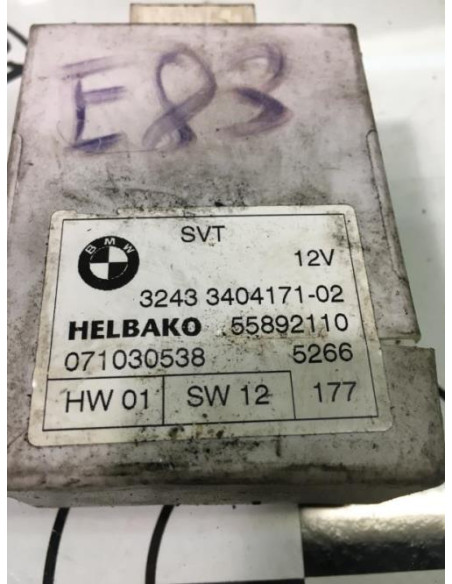 E83
SVT
BMW
12V
3243 3404171-02
HELBAKO 55892110
071030538 5266
HW 01 SW 12 177